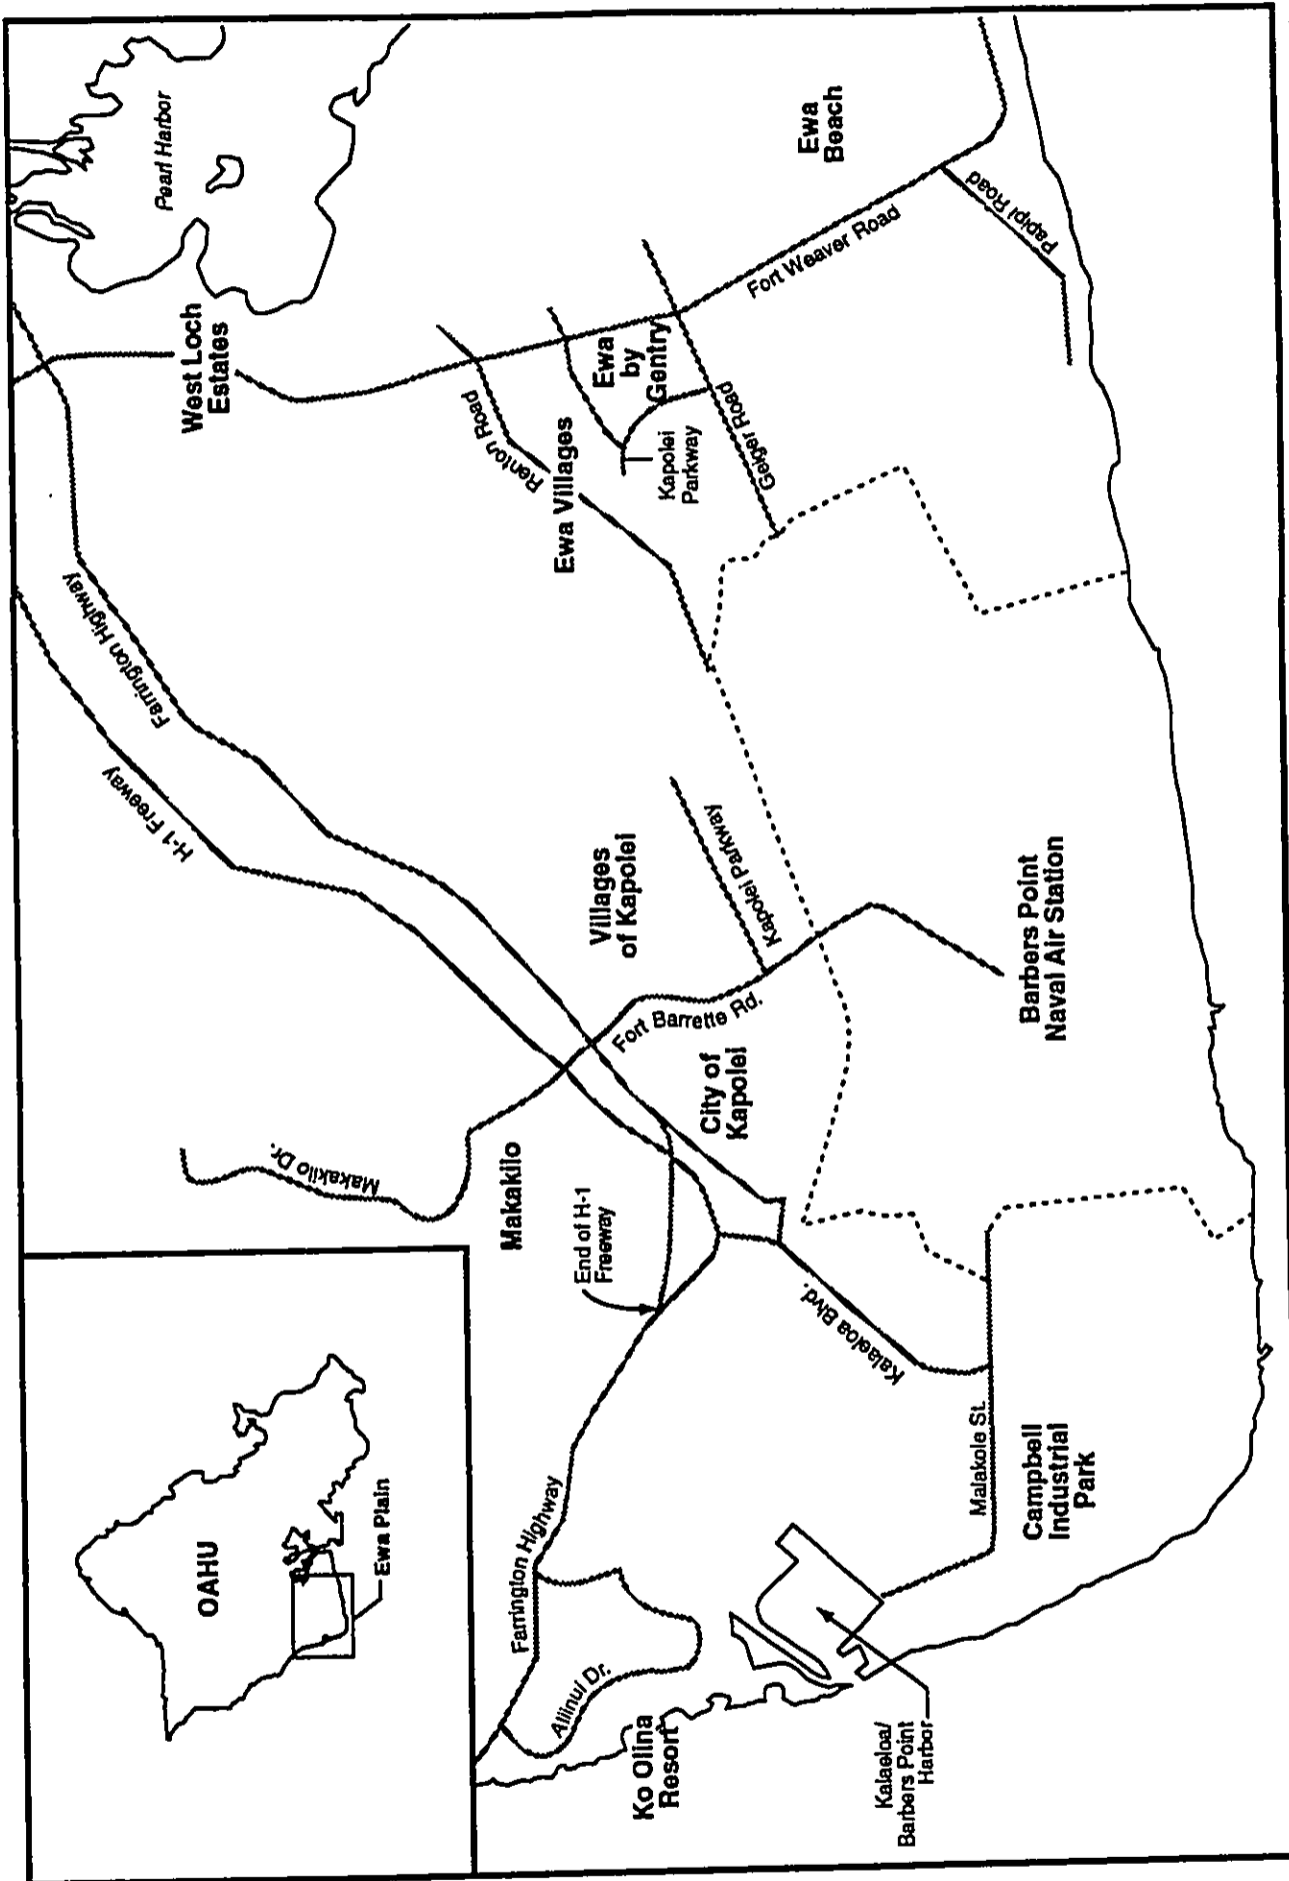 OAHU
Ewa Plain
Makakilo Dr.
Makakilo
End of H-1
Freeway
Farrington Highway
Aliinui Dr.
Ko Olina
Resort
Kalaeloa/
Barbers Point
Harbor
Malakole St.
Campbell
Industrial
Park
Kalaeloa Blvd.
City of
Kapolei
Fort Barrette Rd.
Villages
of Kapolei
Kapolei Parkway
Barbers Point
Naval Air Station
H-1 Freeway
Farrington Highway
West Loch
Estates
Pearl Harbor
Renton Road
Ewa Villages
Ewa
by
Gentry
Kapolei
Parkway
Geiger Road
Fort Weaver Road
Ewa
Beach
Papipi Road